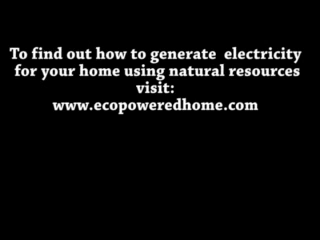 To find out how to generate electricity
for your home using natural resources
visit:
www.ecopoweredhome.com